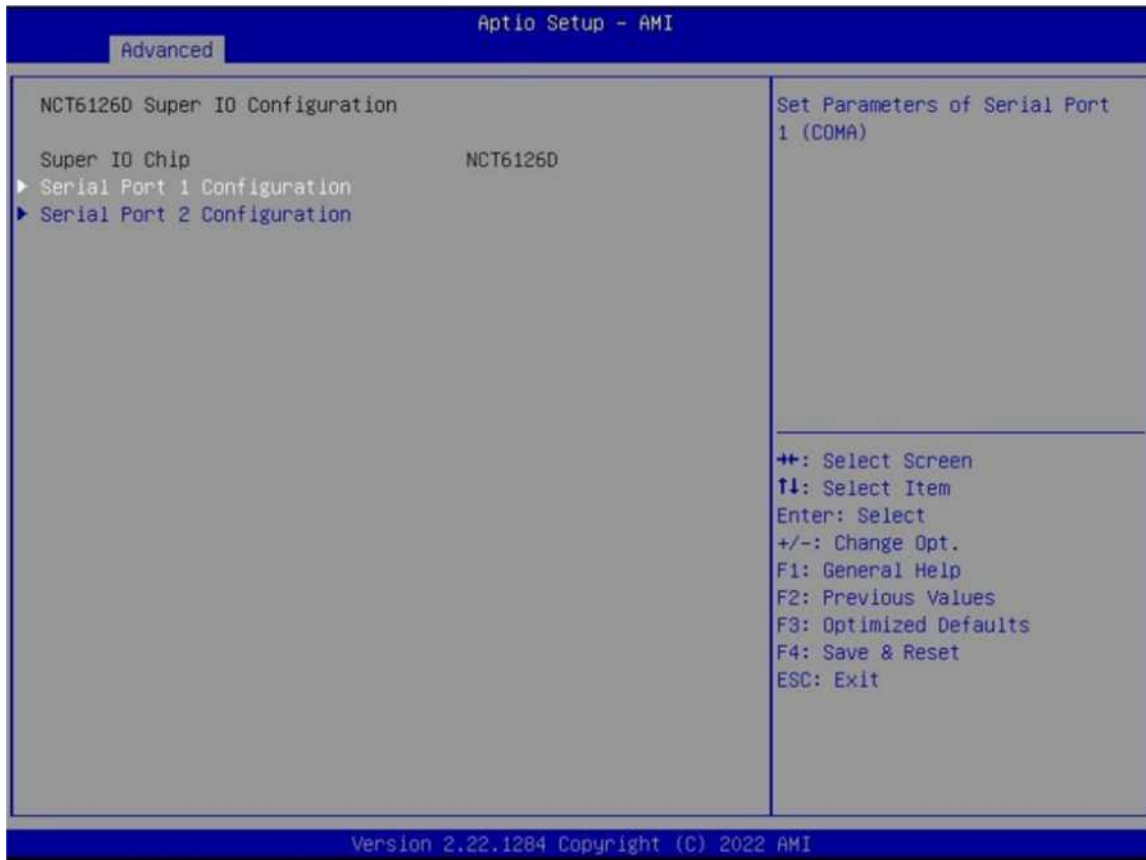 Aptio Setup - AMI
Advanced
NCT6126D Super IO Configuration
Super IO Chip NCT6126D
Serial Port 1 Configuration
Serial Port 2 Configuration
Set Parameters of Serial Port
1 (COMA)
→←: Select Screen
↑↓: Select Item
Enter: Select
+/-: Change Opt.
F1: General Help
F2: Previous Values
F3: Optimized Defaults
F4: Save & Reset
ESC: Exit
Version 2.22.1284 Copyright (C) 2022 AMI